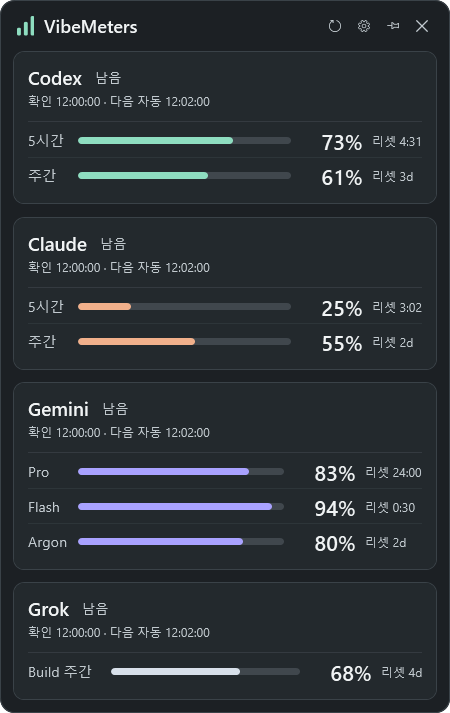 VibeMeters
Codex 남음
확인 12:00:00 · 다음 자동 12:02:00
5시간 73% 리셋 4:31
주간 61% 리셋 3d
Claude 남음
확인 12:00:00 · 다음 자동 12:02:00
5시간 25% 리셋 3:02
주간 55% 리셋 2d
Gemini 남음
확인 12:00:00 · 다음 자동 12:02:00
Pro 83% 리셋 24:00
Flash 94% 리셋 0:30
Argon 80% 리셋 2d
Grok 남음
확인 12:00:00 · 다음 자동 12:02:00
Build 주간 68% 리셋 4d